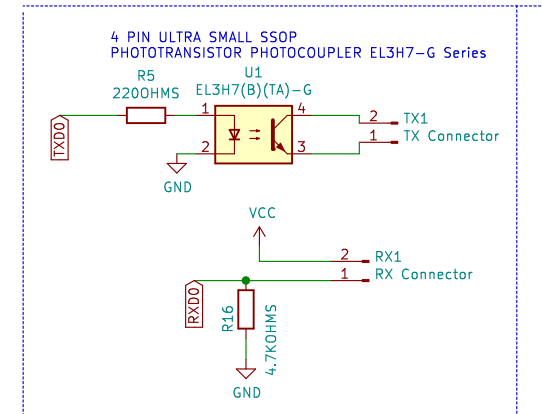 4 PIN ULTRA SMALL SSOP
PHOTOTRANSISTOR PHOTOCOUPLER EL3H7-G Series
R5
220OHMS
U1
EL3H7(B)(TA)-G
1
2
4
3
TXD0
GND
2
1
TX1
TX Connector
VCC
2
1
RX1
RX Connector
RXD0
R16
4.7KOHMS
GND